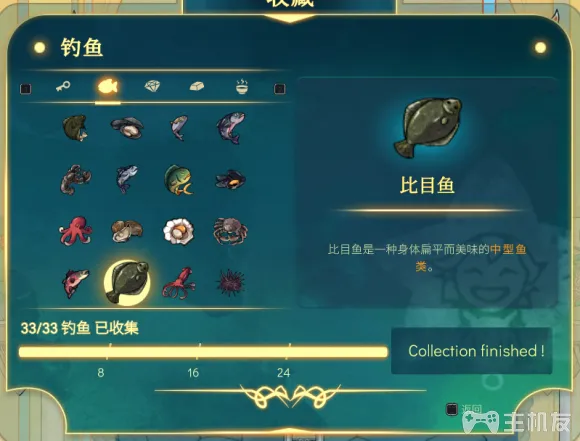 收藏
钓鱼
比目鱼
比目鱼是一种身体扁平而美味的中型鱼
类。
33/33 钓鱼 已收集
8 16 24
Collection finished !
返回
主机友